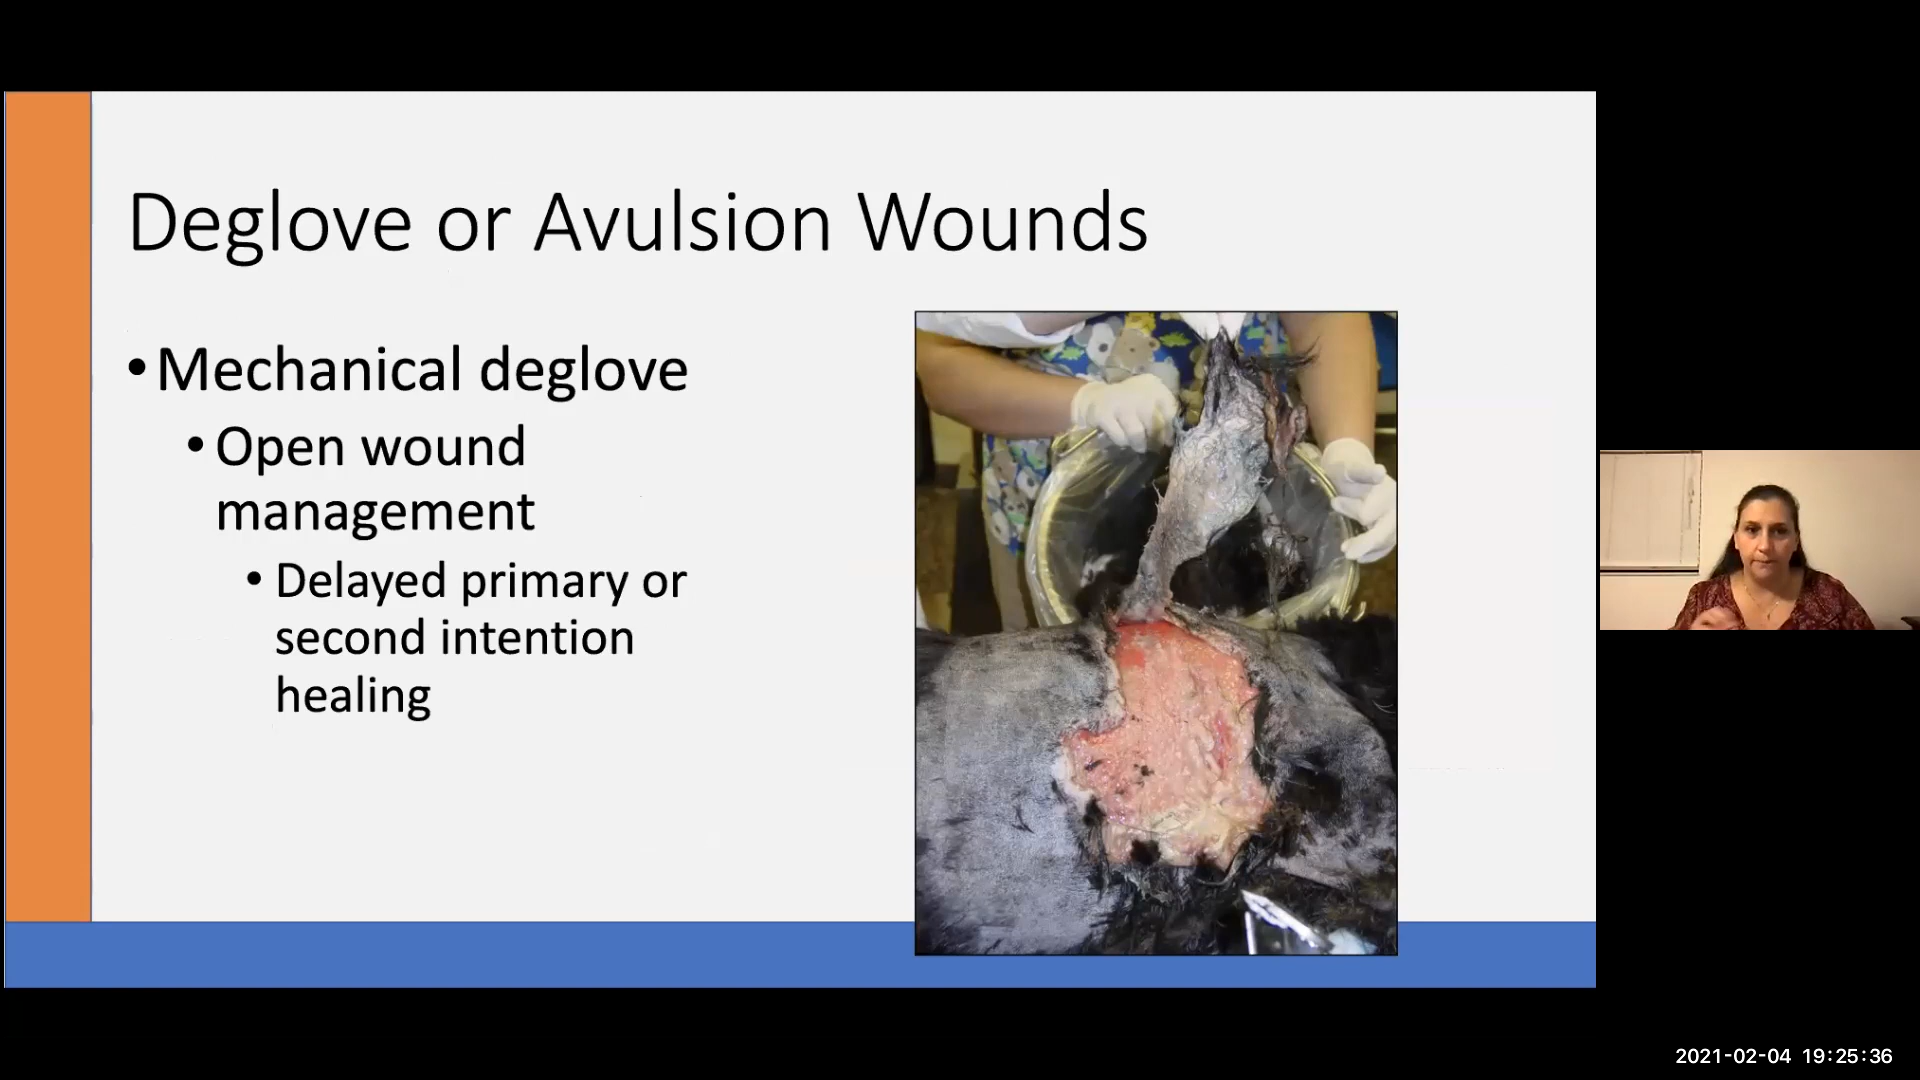 Deglove or Avulsion Wounds
• Mechanical deglove
• Open wound
management
• Delayed primary or
second intention
healing
2021-02-04 19:25:36